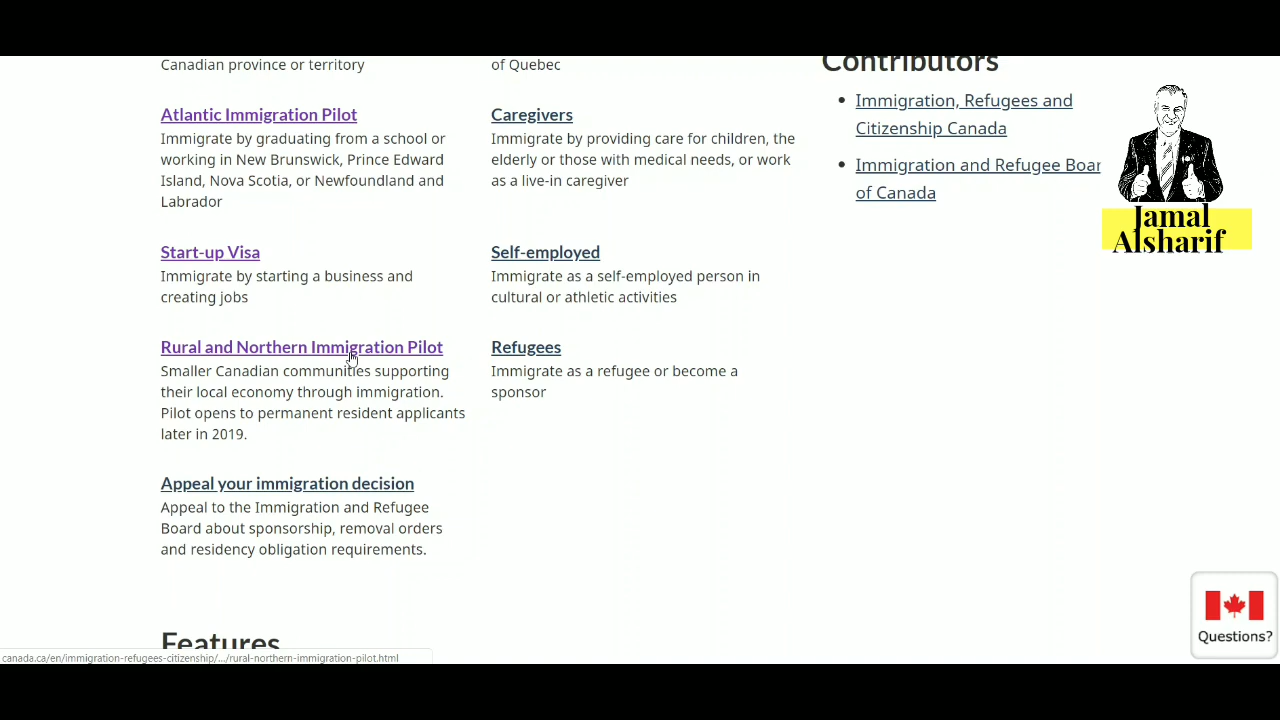 Canadian province or territory
Atlantic Immigration Pilot
Immigrate by graduating from a school or
working in New Brunswick, Prince Edward
Island, Nova Scotia, or Newfoundland and
Labrador
Start-up Visa
Immigrate by starting a business and
creating jobs
Rural and Northern Immigration Pilot
Smaller Canadian communities supporting
their local economy through immigration.
Pilot opens to permanent resident applicants
later in 2019.
Appeal your immigration decision
Appeal to the Immigration and Refugee
Board about sponsorship, removal orders
and residency obligation requirements.
of Quebec
Caregivers
Immigrate by providing care for children, the
elderly or those with medical needs, or work
as a live-in caregiver
Self-employed
Immigrate as a self-employed person in
cultural or athletic activities
Refugees
Immigrate as a refugee or become a
sponsor
Contributors
Immigration, Refugees and
Citizenship Canada
Immigration and Refugee Boar
of Canada
Jamal
Alsharif
Features
Questions?
canada.ca/en/immigration-refugees-citizenship/.../rural-northern-immigration-pilot.html